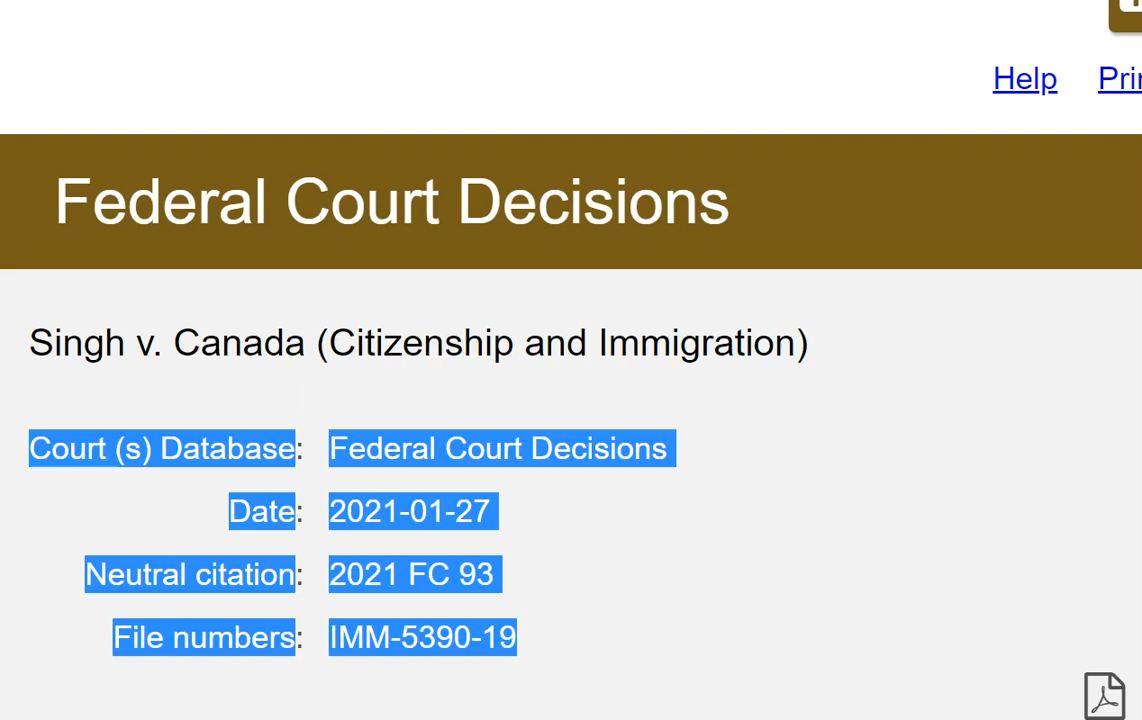 Help
Federal Court Decisions
Singh v. Canada (Citizenship and Immigration)
Court (s) Database: Federal Court Decisions
Date: 2021-01-27
Neutral citation: 2021 FC 93
File numbers: IMM-5390-19